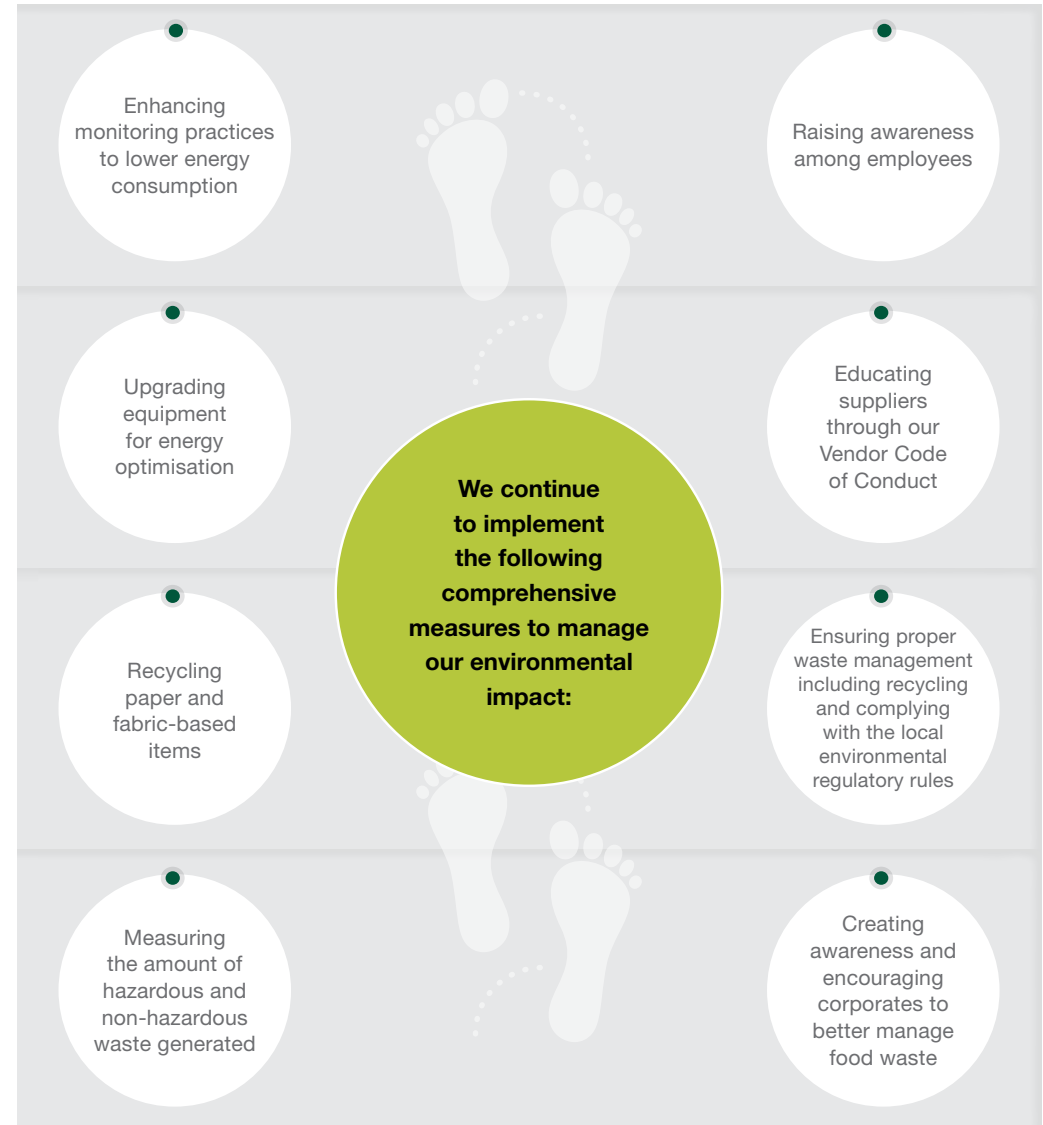 Enhancing
monitoring practices
to lower energy
consumption
Raising awareness
among employees
Upgrading
equipment
for energy
optimisation
Educating
suppliers
through our
Vendor Code
of Conduct
We continue
to implement
the following
comprehensive
measures to manage
our environmental
impact:
Recycling
paper and
fabric-based
items
Ensuring proper
waste management
including recycling
and complying
with the local
environmental
regulatory rules
Measuring
the amount of
hazardous and
non-hazardous
waste generated
Creating
awareness and
encouraging
corporates to
better manage
food waste